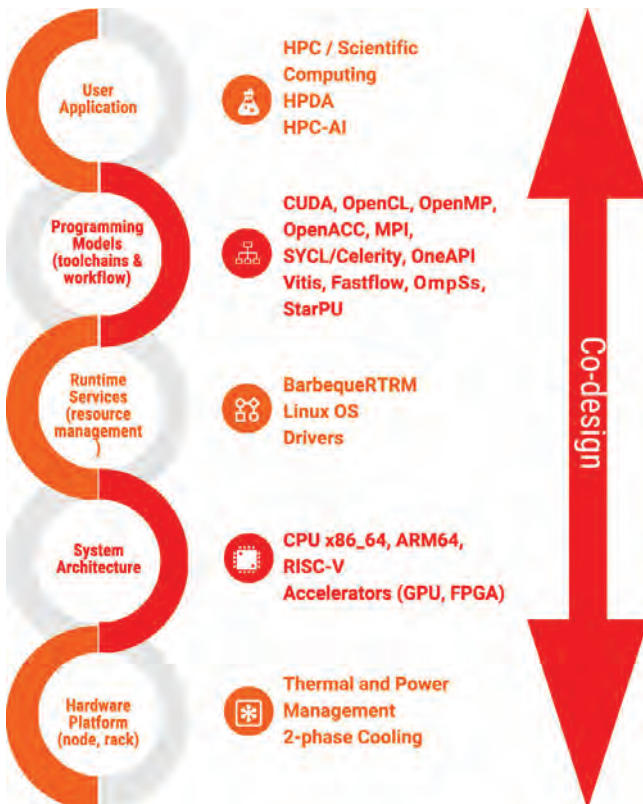 User
Application
HPC / Scientific
Computing
HPDA
HPC-AI
Programming
Models
(toolchains &
workflow)
CUDA, OpenCL, OpenMP,
OpenACC, MPI,
SYCL/Celerity, OneAPI
Vitis, Fastflow, OmpSs,
StarPU
Runtime
Services
(resource
management
)
BarbequeRTRM
Linux OS
Drivers
System
Architecture
CPU x86_64, ARM64,
RISC-V
Accelerators (GPU, FPGA)
Hardware
Platform
(node, rack)
Thermal and Power
Management
2-phase Cooling
Co-design